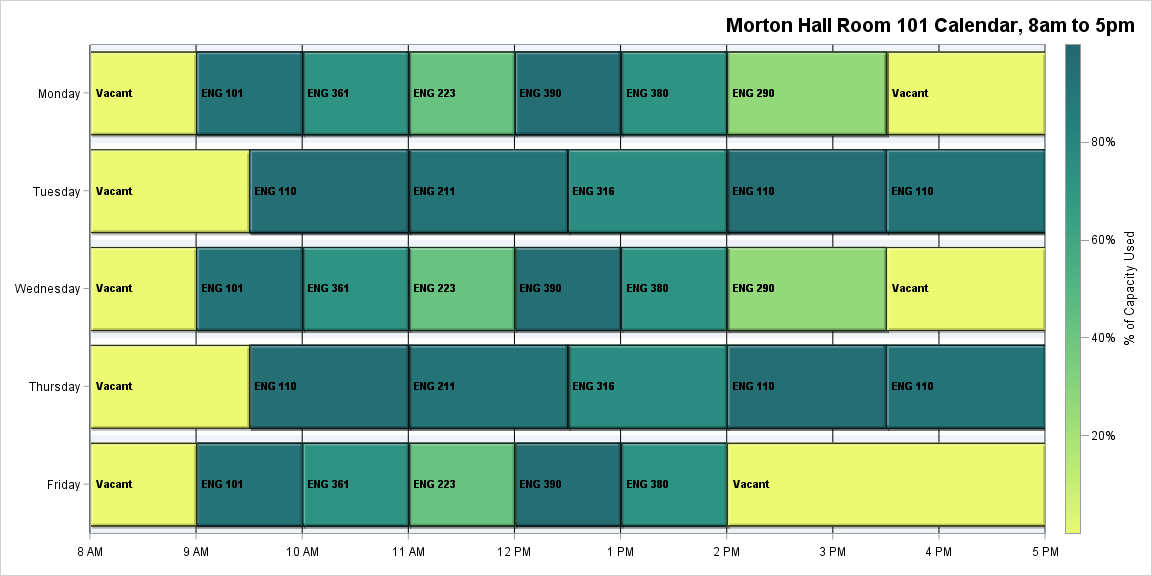 Morton Hall Room 101 Calendar, 8am to 5pm
Monday Vacant ENG 101 ENG 361 ENG 223 ENG 390 ENG 380 ENG 290 Vacant
80%
Tuesday Vacant ENG 110 ENG 211 ENG 316 ENG 110 ENG 110
60%
Wednesday Vacant ENG 101 ENG 361 ENG 223 ENG 390 ENG 380 ENG 290 Vacant
% of Capacity Used
40%
Thursday Vacant ENG 110 ENG 211 ENG 316 ENG 110 ENG 110
20%
Friday Vacant ENG 101 ENG 361 ENG 223 ENG 390 ENG 380 Vacant
8 AM 9 AM 10 AM 11 AM 12 PM 1 PM 2 PM 3 PM 4 PM 5 PM